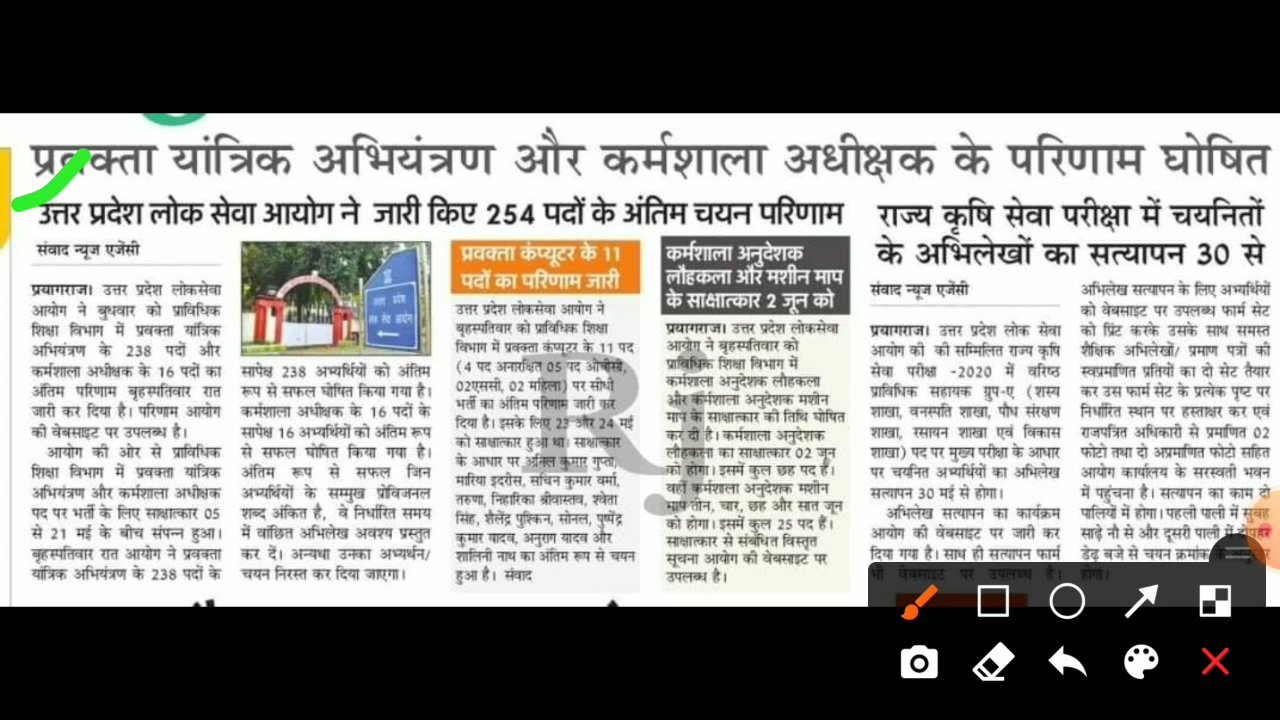 प्रवक्ता यांत्रिक अभियंत्रण और कर्मशाला अधीक्षक के परिणाम घोषित
उत्तर प्रदेश लोक सेवा आयोग ने जारी किए 254 पदों के अंतिम चयन परिणाम
संवाद न्यूज एजेंसी
प्रयागराज। उत्तर प्रदेश लोकसेवा
आयोग ने बुधवार को प्राविधिक
शिक्षा विभाग में प्रवक्ता यांत्रिक
अभियंत्रण के 238 पदों और
कर्मशाला अधीक्षक के 16 पदों का
अंतिम परिणाम बृहस्पतिवार रात
जारी कर दिया है। परिणाम आयोग
की वेबसाइट पर उपलब्ध है।
आयोग की ओर से प्राविधिक
शिक्षा विभाग में प्रवक्ता यांत्रिक
अभियंत्रण और कर्मशाला अधीक्षक
पद पर भर्ती के लिए साक्षात्कार 05
से 21 मई के बीच संपन्न हुआ।
बृहस्पतिवार रात आयोग ने प्रवक्ता
यांत्रिक अभियंत्रण के 238 पदों के
उत्तर प्रदेश
लोक सेवा आयोग
सापेक्ष 238 अभ्यर्थियों को अंतिम
रूप से सफल घोषित किया गया है।
कर्मशाला अधीक्षक के 16 पदों के
सापेक्ष 16 अभ्यर्थियों को अंतिम रूप
से सफल घोषित किया गया है।
अंतिम रूप से सफल जिन
अभ्यर्थियों के सम्मुख प्रोविजनल
शब्द अंकित है, वे निर्धारित समय
में वांछित अभिलेख अवश्य प्रस्तुत
कर दें। अन्यथा उनका अभ्यर्थन/
चयन निरस्त कर दिया जाएगा।
प्रवक्ता कंप्यूटर के 11
पदों का परिणाम जारी
उत्तर प्रदेश लोकसेवा आयोग ने
बृहस्पतिवार को प्राविधिक शिक्षा
विभाग में प्रवक्ता कंप्यूटर के 11 पद
(4 पद अनारक्षित 05 पद ओबीसी,
02एससी, 02 महिला) पर सीधी
भर्ती का अंतिम परिणाम जारी कर
दिया है। इसके लिए 23 और 24 मई
को साक्षात्कार हुआ था। साक्षात्कार
के आधार पर अनिल कुमार गुप्ता,
मारिया इदरीस, सचिन कुमार वर्मा,
तरुणा, निहारिका श्रीवास्तव, श्वेता
सिंह, शैलेंद्र पुश्किन, सोनल, पुष्पेंद्र
कुमार यादव, अनुराग यादव और
शालिनी नाथ का अंतिम रूप से चयन
हुआ है। संवाद
कर्मशाला अनुदेशक
लौहकला और मशीन माप
के साक्षात्कार 2 जून को
प्रयागराज। उत्तर प्रदेश लोकसेवा
आयोग ने बृहस्पतिवार को
प्राविधिक शिक्षा विभाग में
कर्मशाला अनुदेशक लौहकला
और कर्मशाला अनुदेशक मशीन
माप के साक्षात्कार की तिथि घोषित
कर दी है। कर्मशाला अनुदेशक
लौहकला का साक्षात्कार 02 जून
को होगा। इसमें कुल छह पद हैं।
वहीं कर्मशाला अनुदेशक मशीन
माप तीन, चार, छह और सात जून
को होगा। इसमें कुल 25 पद हैं।
साक्षात्कार से संबंधित विस्तृत
सूचना आयोग की वेबसाइट पर
उपलब्ध है।
RJ
राज्य कृषि सेवा परीक्षा में चयनितों
के अभिलेखों का सत्यापन 30 से
संवाद न्यूज एजेंसी
प्रयागराज। उत्तर प्रदेश लोक सेवा
आयोग की की सम्मिलित राज्य कृषि
सेवा परीक्षा -2020 में वरिष्ठ
प्राविधिक सहायक ग्रुप-ए (शस्य
शाखा, वनस्पति शाखा, पौध संरक्षण
शाखा, रसायन शाखा एवं विकास
शाखा) पद पर मुख्य परीक्षा के आधार
पर चयनित अभ्यर्थियों का अभिलेख
सत्यापन 30 मई से होगा।
अभिलेख सत्यापन का कार्यक्रम
आयोग की वेबसाइट पर जारी कर
दिया गया है। साथ ही सत्यापन फार्म
भी वेबसाइट पर उपलब्ध है।
अभिलेख सत्यापन के लिए अभ्यर्थियों
को वेबसाइट पर उपलब्ध फार्म सेट
को प्रिंट करके उसके साथ समस्त
शैक्षिक अभिलेखों/ प्रमाण पत्रों की
स्वप्रमाणित प्रतियों का दो सेट तैयार
कर उस फार्म सेट के प्रत्येक पृष्ट पर
निर्धारित स्थान पर हस्ताक्षर कर एवं
राजपत्रित अधिकारी से प्रमाणित 02
फोटो तथा दो अप्रमाणित फोटो सहित
आयोग कार्यालय के सरस्वती भवन
में पहुंचना है। सत्यापन का काम दो
पालियों में होगा। पहली पाली में सुबह
साढ़े नौ से और दूसरी पाली में दोपहर
डेढ़ बजे से चयन क्रमांक
होगा।